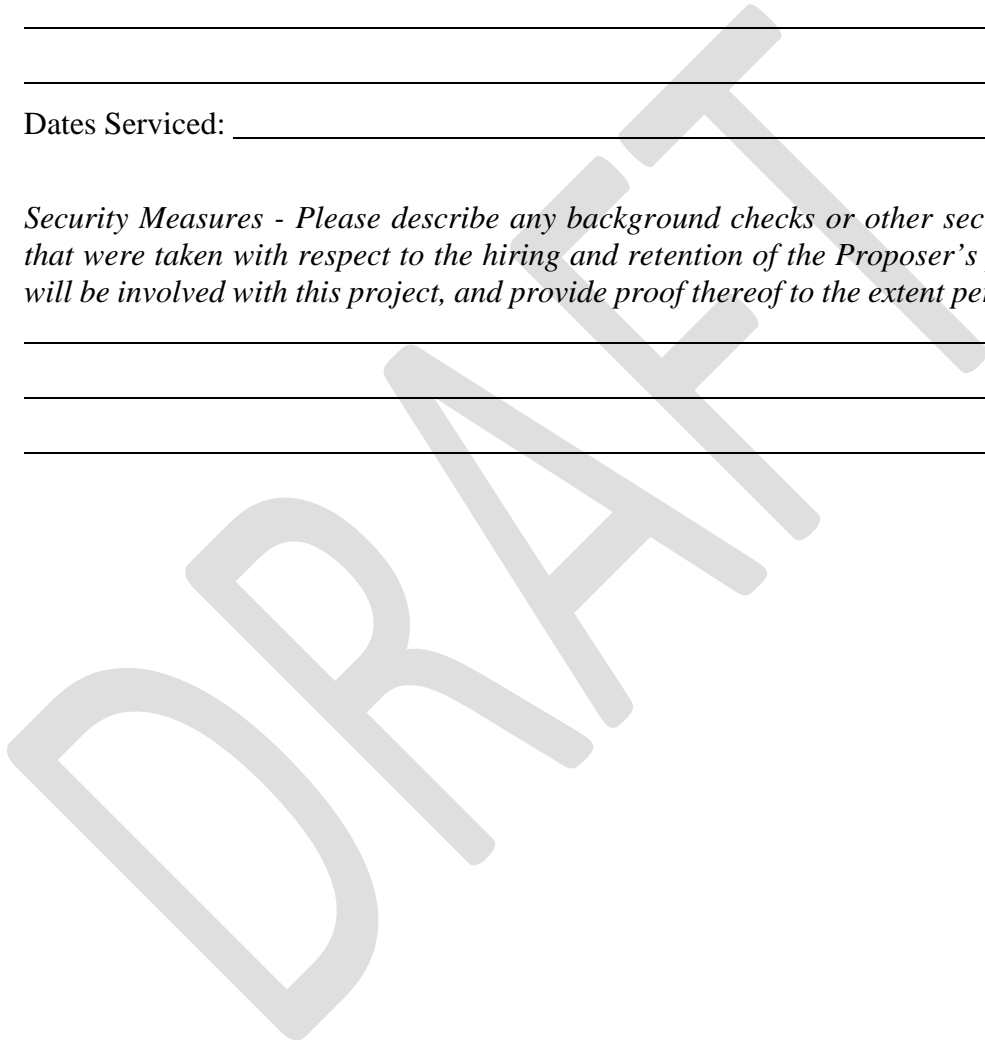 Dates Serviced:
Security Measures - Please describe any background checks or other
that were taken with respect to the hiring and retention of the Proposer's
will be involved with this project, and provide proof thereof to the extent
DRAFT